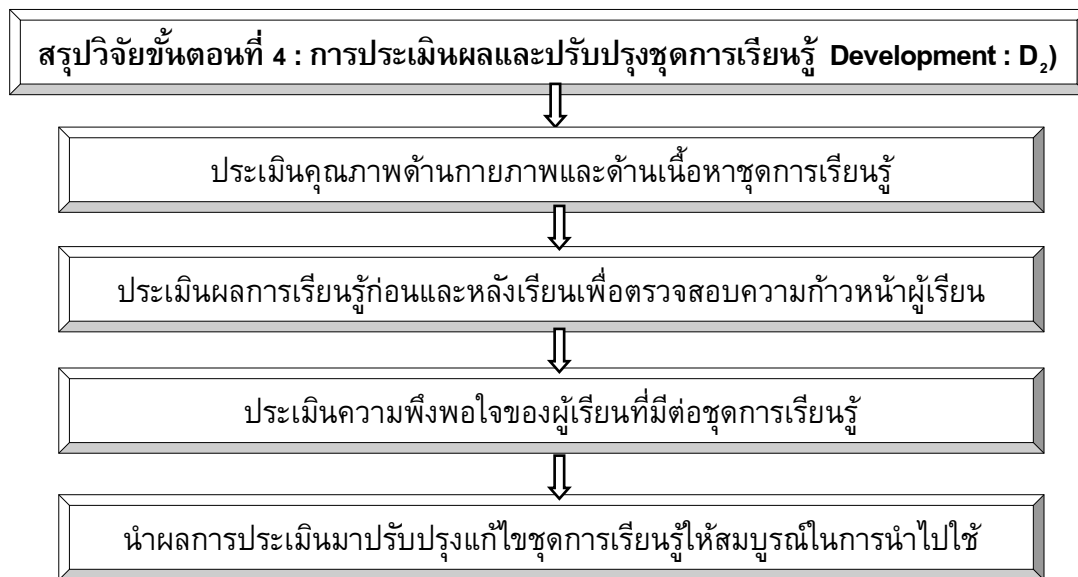 สรุปวิจัยขั้นตอนที่ 4 : การประเมินผลและปรับปรุงชุดการเรียนรู้ Development : D₂)
ประเมินคุณภาพด้านกายภาพและด้านเนื้อหาชุดการเรียนรู้
ประเมินผลการเรียนรู้ก่อนและหลังเรียนเพื่อตรวจสอบความก้าวหน้าผู้เรียน
ประเมินความพึงพอใจของผู้เรียนที่มีต่อชุดการเรียนรู้
นำผลการประเมินมาปรับปรุงแก้ไขชุดการเรียนรู้ให้สมบูรณ์ในการนำไปใช้